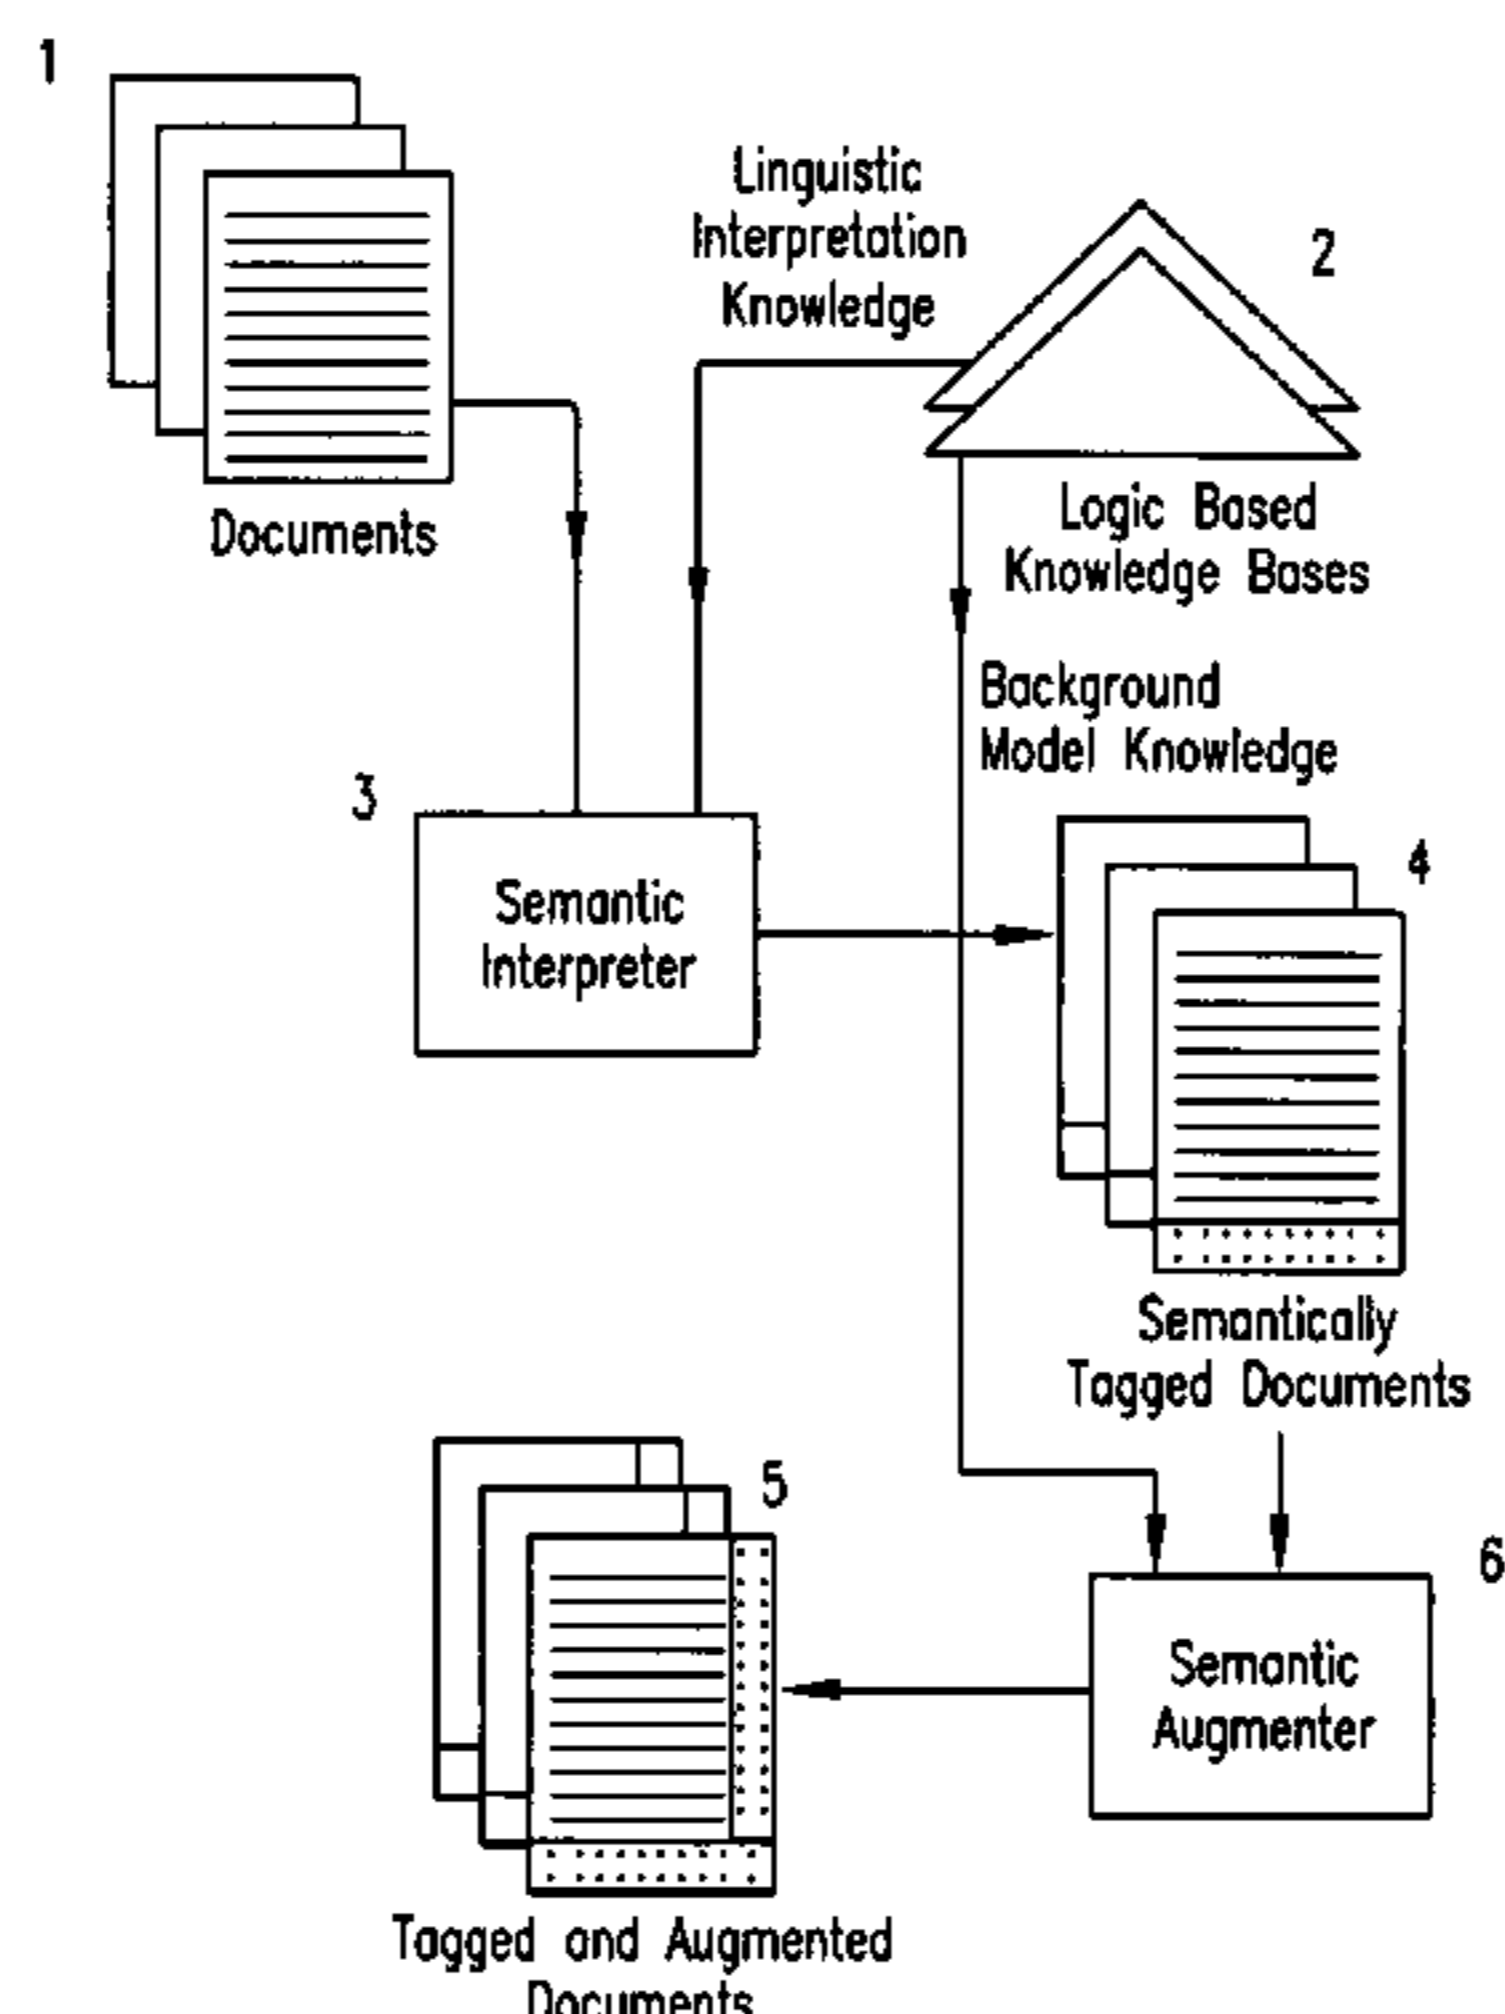 1
Linguistic
Interpretation
Knowledge
2
Documents
Logic Based
Knowledge Bases
Background
Model Knowledge
3
Semantic
Interpreter
4
Semantically
Tagged Documents
5
6
Semantic
Augmenter
Tagged and Augmented
Documents